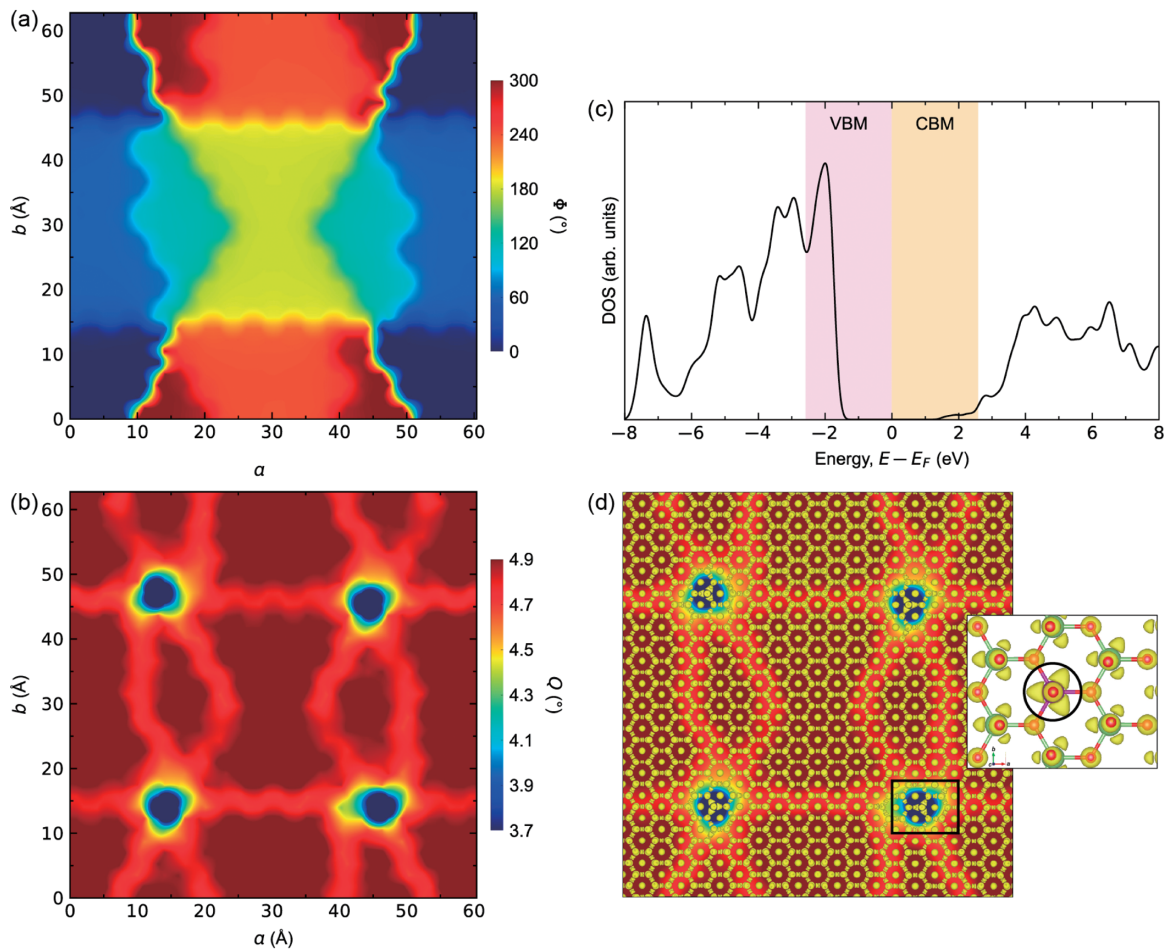 (a)
60
50
40
30
20
10
0
b (Å)
0 10 20 30 40 50 60
a
300
240
180
120
60
0
Φ (°)
(b)
60
50
40
30
20
10
0
b (Å)
0 10 20 30 40 50 60
a (Å)
4.9
4.7
4.5
4.3
4.1
3.9
3.7
Q (°)
(c)
VBM CBM
DOS (arb. units)
−8 −6 −4 −2 0 2 4 6 8
Energy, E − E_F (eV)
(d)
b
c a